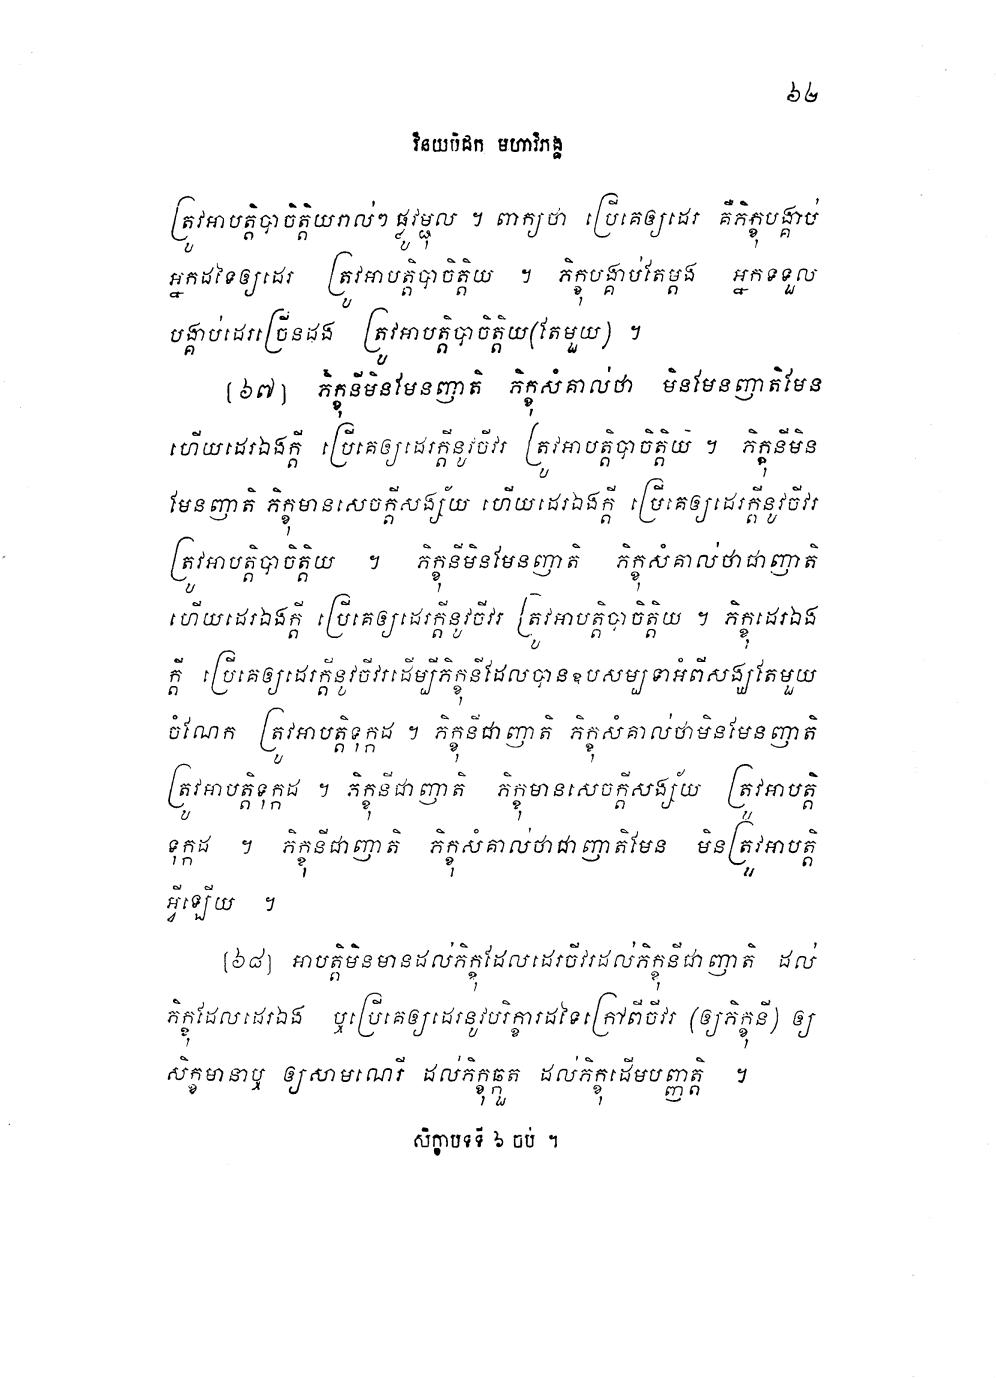 ៦២
វិនយបិដក មហាវិភង្គ
ត្រូវអាបត្តិបាចិត្តិយរាល់ៗ ផ្លូវម្ជុល ។ ពាក្យថា ប្រើគេឲ្យដេរ គឺភិក្ខុបង្គាប់
អ្នកដទៃឲ្យដេរ ត្រូវអាបត្តិបាចិត្តិយ ។ ភិក្ខុបង្គាប់តែម្តង អ្នកទទួល
បង្គាប់ដេរច្រើនដង ត្រូវអាបត្តិបាចិត្តិយ(តែមួយ) ។
[៦៧] ភិក្ខុនីមិនមែនញាតិ ភិក្ខុសំគាល់ថា មិនមែនញាតិមែន
ហើយដេរឯងក្តី ប្រើគេឲ្យដេរក្តីនូវចីវរ ត្រូវអាបត្តិបាចិត្តិយ ។ ភិក្ខុនីមិន
មែនញាតិ ភិក្ខុមានសេចក្តីសង្ស័យ ហើយដេរឯងក្តី ប្រើគេឲ្យដេរក្តីនូវចីវរ
ត្រូវអាបត្តិបាចិត្តិយ ។ ភិក្ខុនីមិនមែនញាតិ ភិក្ខុសំគាល់ថាជាញាតិ
ហើយដេរឯងក្តី ប្រើគេឲ្យដេរក្តីនូវចីវរ ត្រូវអាបត្តិបាចិត្តិយ ។ ភិក្ខុដេរឯង
ក្តី ប្រើគេឲ្យដេរក្តីនូវចីវរដើម្បីភិក្ខុនីដែលបានឧបសម្បទាអំពីសង្ឃតែមួយ
ចំណែក ត្រូវអាបត្តិទុក្កដ ។ ភិក្ខុនីជាញាតិ ភិក្ខុសំគាល់ថាមិនមែនញាតិ
ត្រូវអាបត្តិទុក្កដ ។ ភិក្ខុនីជាញាតិ ភិក្ខុមានសេចក្តីសង្ស័យ ត្រូវអាបត្តិ
ទុក្កដ ។ ភិក្ខុនីជាញាតិ ភិក្ខុសំគាល់ថាជាញាតិមែន មិនត្រូវអាបត្តិ
អ្វីឡើយ ។
[៦៨] អាបត្តិមិនមានដល់ភិក្ខុដែលដេរចីវរដល់ភិក្ខុនីជាញាតិ ដល់
ភិក្ខុដែលដេរឯង ឬប្រើគេឲ្យដេរនូវបរិក្ខារដទៃក្រៅពីចីវរ (ឲ្យភិក្ខុនី) ឲ្យ
សិក្ខមានាឬ ឲ្យសាមណេរី ដល់ភិក្ខុឆ្កួត ដល់ភិក្ខុដើមបញ្ញត្តិ ។
សិក្ខាបទទី ៦ ចប់ ។